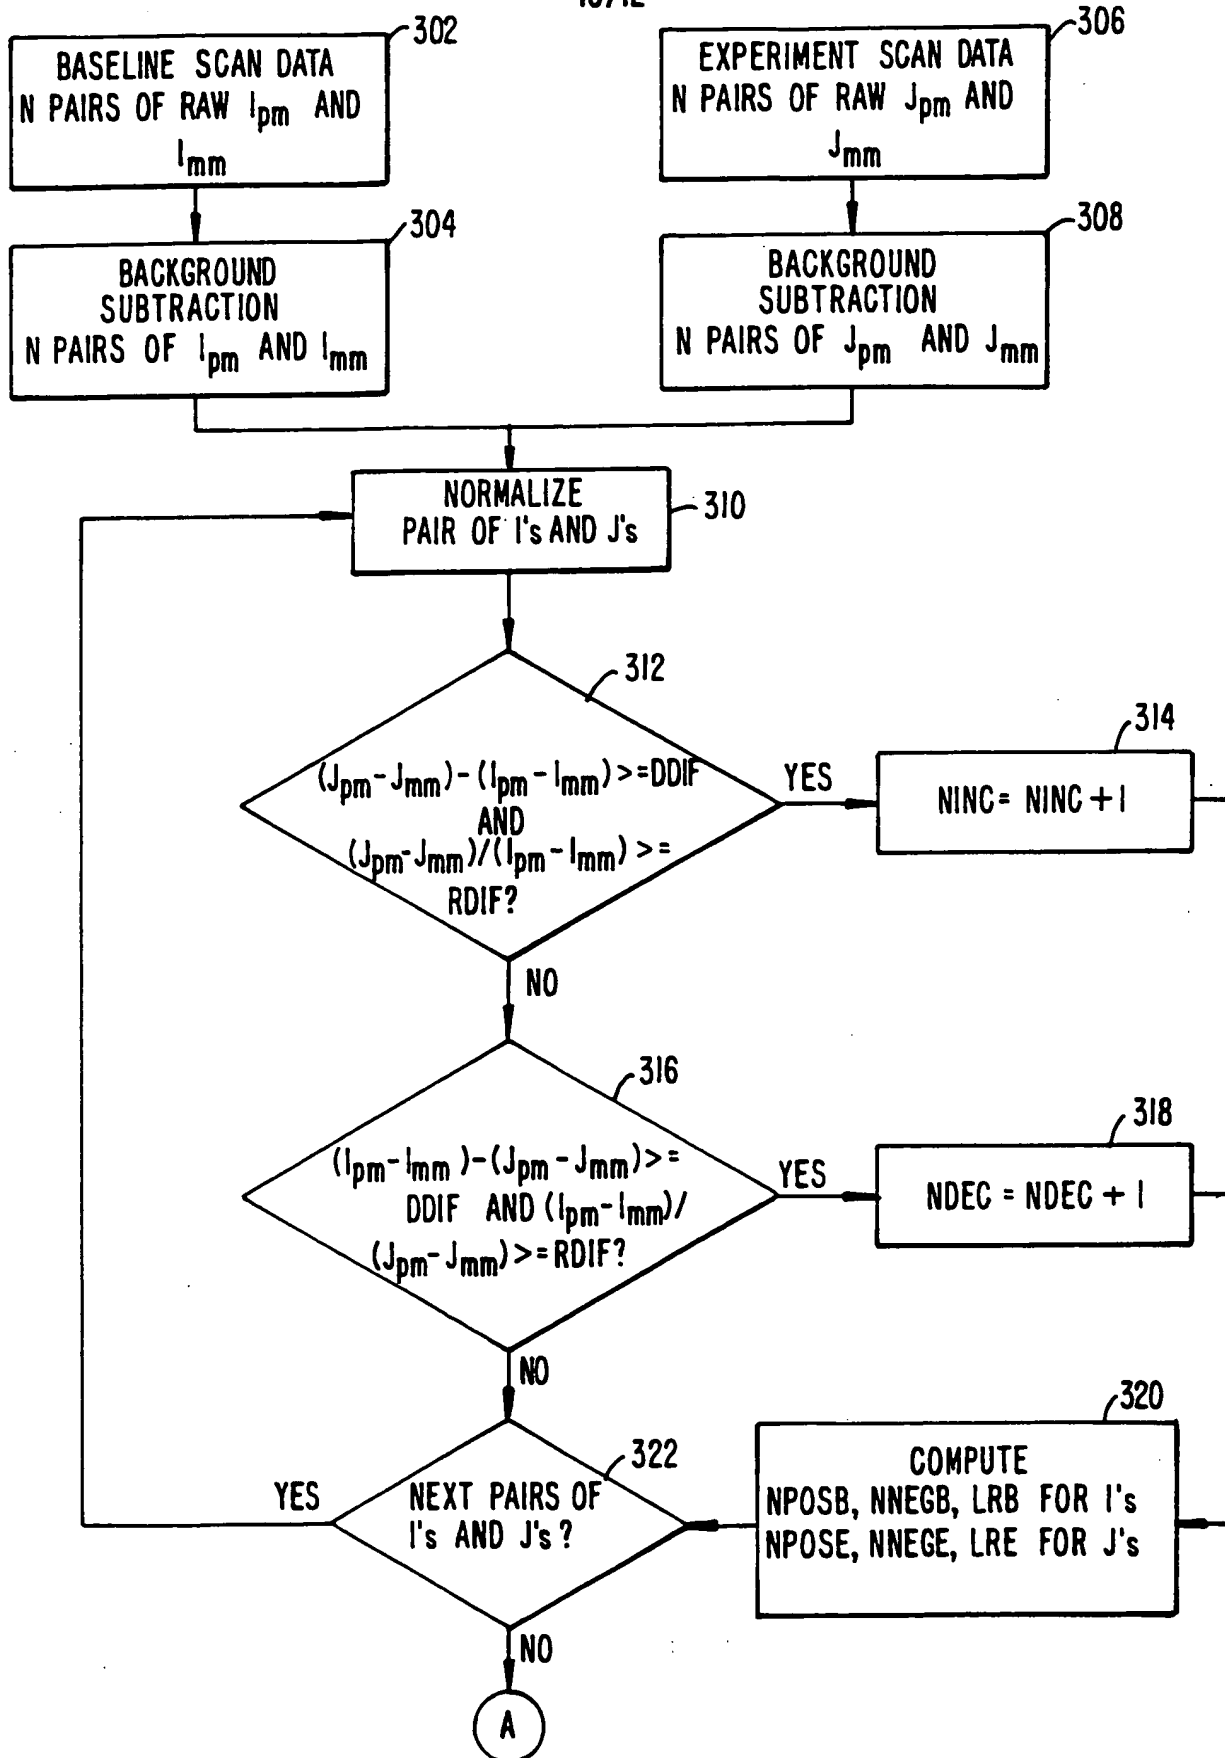 302
BASELINE SCAN DATA
N PAIRS OF RAW Ipm AND
Imm
306
EXPERIMENT SCAN DATA
N PAIRS OF RAW Jpm AND
Jmm
304
BACKGROUND
SUBTRACTION
N PAIRS OF Ipm AND Imm
308
BACKGROUND
SUBTRACTION
N PAIRS OF Jpm AND Jmm
NORMALIZE
PAIR OF I's AND J's
310
312
(Jpm-Jmm)-(Ipm-Imm)>=DDIF
AND
(Jpm-Jmm)/(Ipm-Imm)>=
RDIF?
YES
314
NINC= NINC+1
NO
316
(Ipm-Imm)-(Jpm-Jmm)>=
DDIF AND (Ipm-Imm)/
(Jpm-Jmm)>=RDIF?
YES
318
NDEC = NDEC + 1
NO
322
YES
NEXT PAIRS OF
I's AND J's?
320
COMPUTE
NPOSB, NNEGB, LRB FOR I's
NPOSE, NNEGE, LRE FOR J's
NO
A